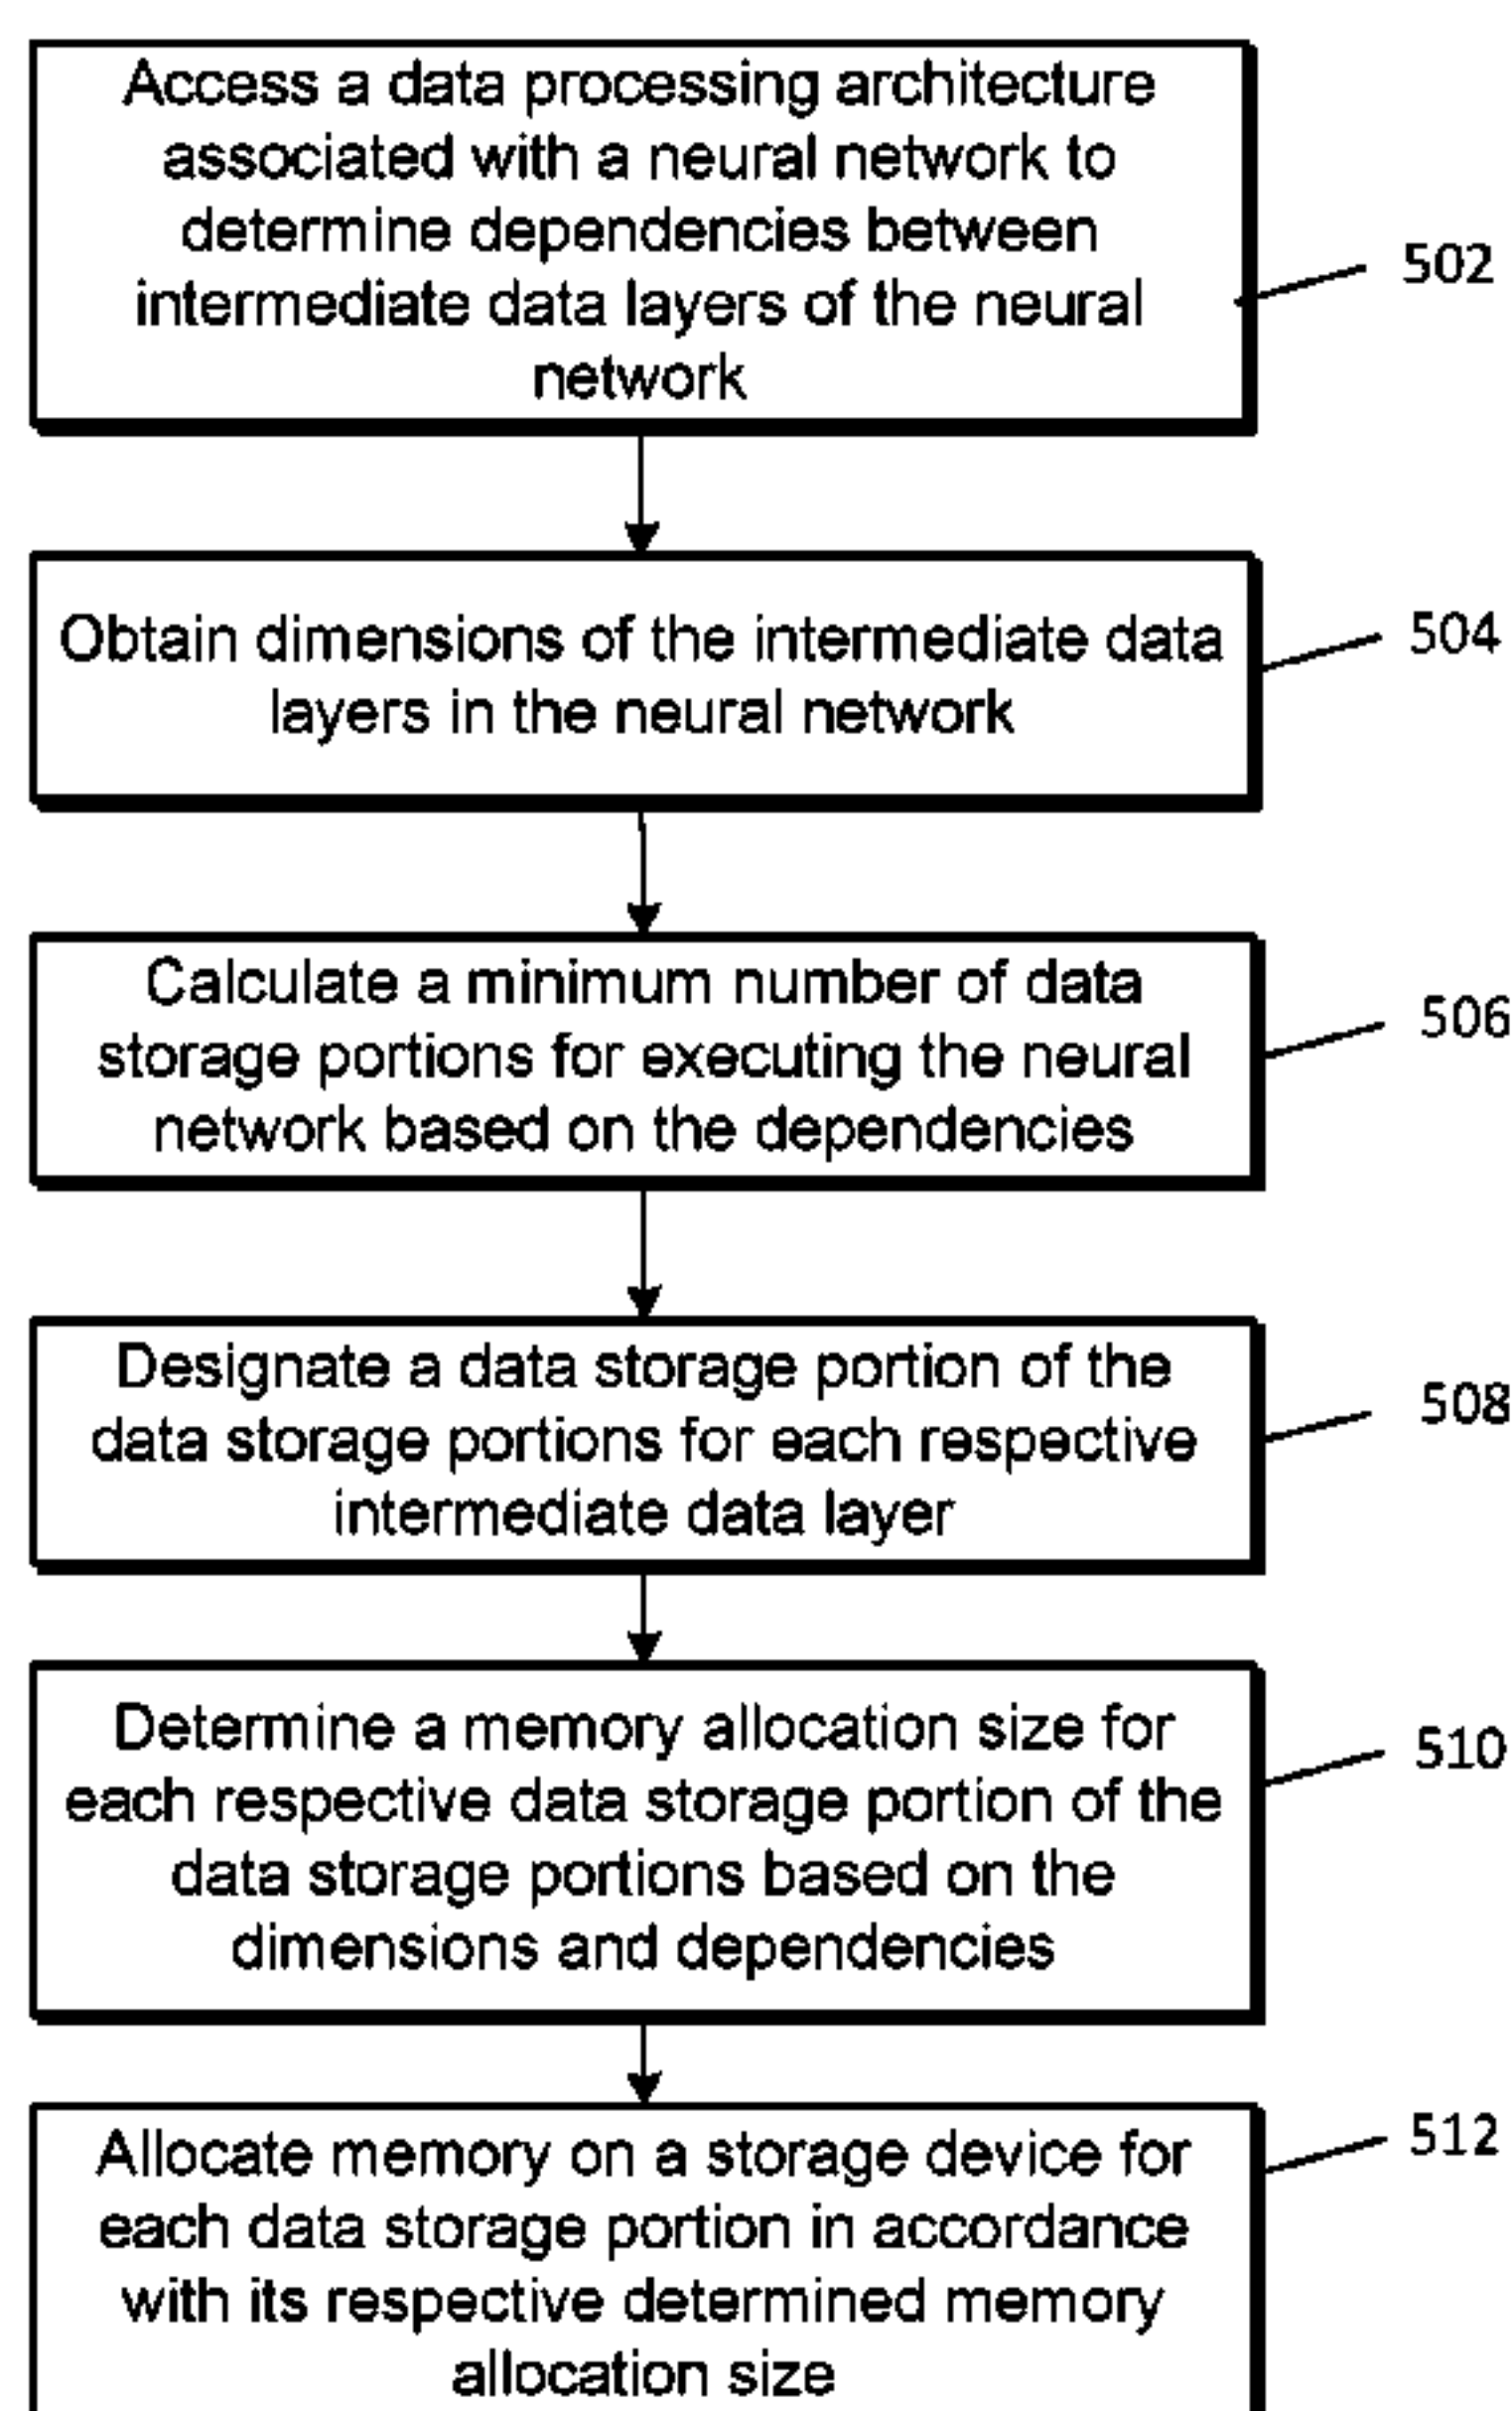 Access a data processing architecture
associated with a neural network to
determine dependencies between
intermediate data layers of the neural
network
502
Obtain dimensions of the intermediate data
layers in the neural network
504
Calculate a minimum number of data
storage portions for executing the neural
network based on the dependencies
506
Designate a data storage portion of the
data storage portions for each respective
intermediate data layer
508
Determine a memory allocation size for
each respective data storage portion of the
data storage portions based on the
dimensions and dependencies
510
Allocate memory on a storage device for
each data storage portion in accordance
with its respective determined memory
allocation size
512